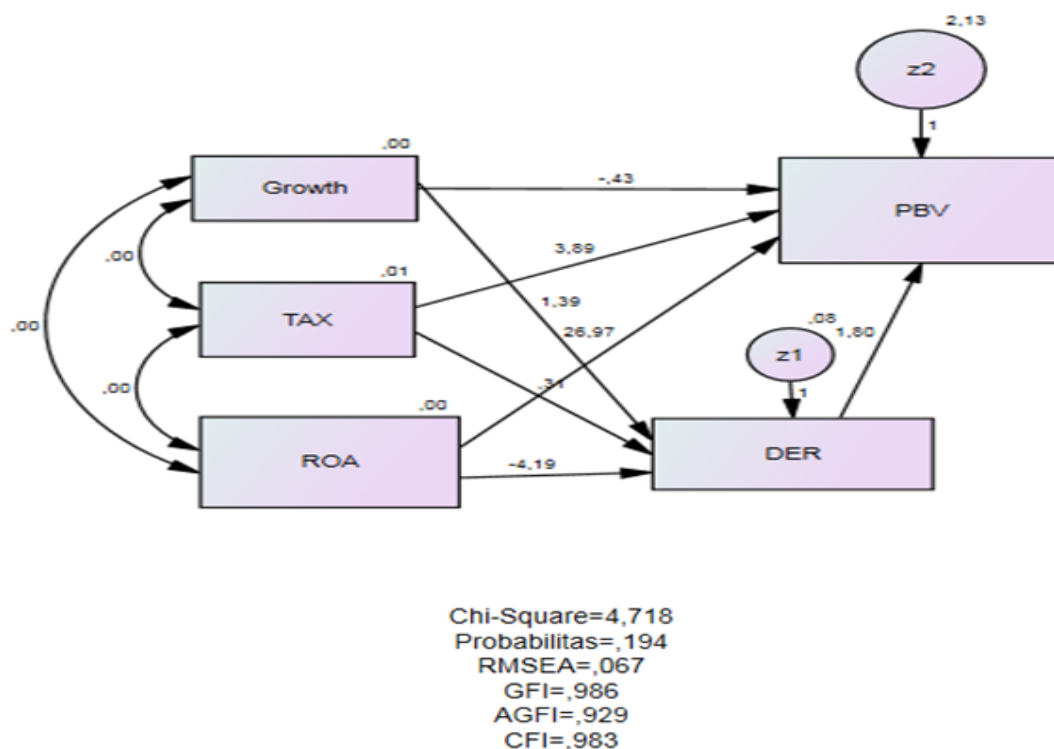 2,13
z2
1
,00
Growth
-,43
PBV
,00
,01
3,89
TAX
1,39
,00
26,97
,08
1,80
z1
,00
,31
1
,00
ROA
-4,19
DER
Chi-Square=4,718
Probabilitas=,194
RMSEA=,067
GFI=,986
AGFI=,929
CFI=,983